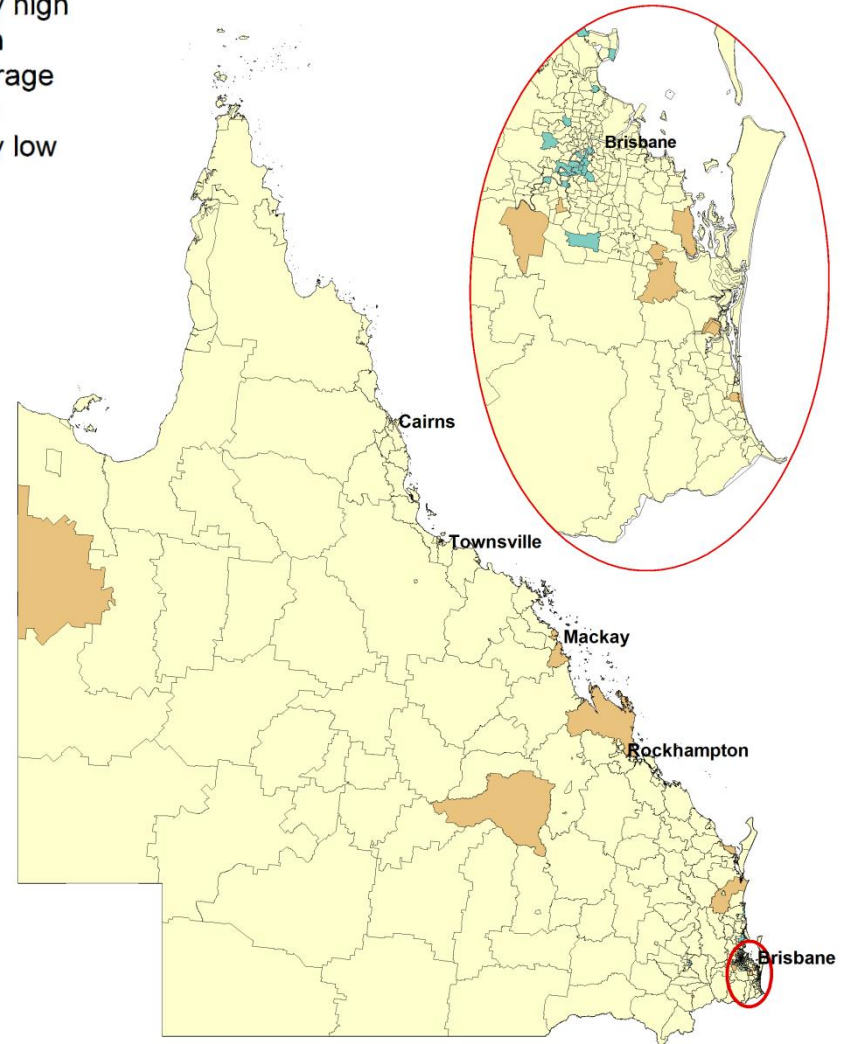 high
rage
low
Brisbane
Cairns
Townsville
Mackay
Rockhampton
Brisbane